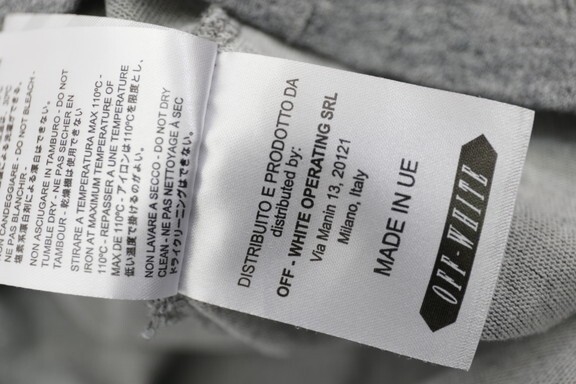 NON CANDEGGIARE - DO NOT BLEACH -
NE PAS BLANCHIR -
塩素系漂白剤による漂白はできない。
NON ASCIUGARE IN TAMBURO - DO NOT
TUMBLE DRY - NE PAS SECHER EN
TAMBOUR - 乾燥機は使用できない
STIRARE A TEMPERATURA MAX 110°C -
IRON AT MAXIMUM TEMPERATURE OF
110°C - REPASSER A UNE TEMPERATURE
MAX DE 110°C - アイロンは110°Cを限度とし、
低い温度で掛けるのがよい。
NON LAVARE A SECCO - DO NOT DRY
CLEAN - NE PAS NETTOYAGE A SEC
ドライクリーニングはできない。
DISTRIBUITO E PRODOTTO DA
distributed by:
OFF - WHITE OPERATING SRL
Via Manin 13, 20121
Milano, Italy
MADE IN UE
OFF-WHITE